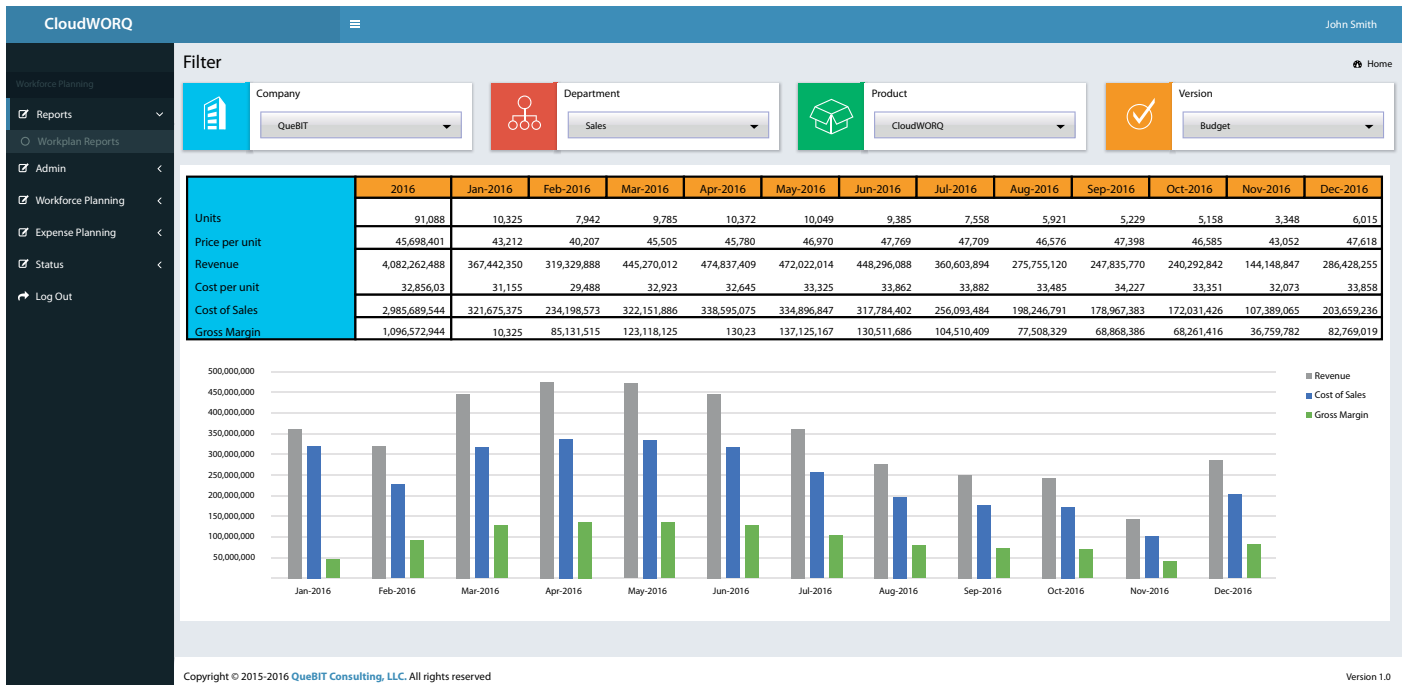 CloudWORQ John Smith
Workforce Planning
Reports
Workplan Reports
Admin
Workforce Planning
Expense Planning
Status
Log Out
Filter Home
Company Department Product Version
QueBIT Sales CloudWORQ Budget
2016 Jan-2016 Feb-2016 Mar-2016 Apr-2016 May-2016 Jun-2016 Jul-2016 Aug-2016 Sep-2016 Oct-2016 Nov-2016 Dec-2016
Units 91,088 10,325 7,942 9,785 10,372 10,049 9,385 7,558 5,921 5,229 5,158 3,348 6,015
Price per unit 45,698,401 43,212 40,207 45,505 45,780 46,970 47,769 47,709 46,576 47,398 46,585 43,052 47,618
Revenue 4,082,262,488 367,442,350 319,329,888 445,270,012 474,837,409 472,022,014 448,296,088 360,603,894 275,755,120 247,835,770 240,292,842 144,148,847 286,428,255
Cost per unit 32,856,03 31,155 29,488 32,923 32,645 33,325 33,862 33,882 33,485 34,227 33,351 32,073 33,858
Cost of Sales 2,985,689,544 321,675,375 234,198,573 322,151,886 338,595,075 334,896,847 317,784,402 256,093,484 198,246,791 178,967,383 172,031,426 107,389,065 203,659,236
Gross Margin 1,096,572,944 10,325 85,131,515 123,118,125 130,23 137,125,167 130,511,686 104,510,409 77,508,329 68,868,386 68,261,416 36,759,782 82,769,019
500,000,000
450,000,000
400,000,000
350,000,000
300,000,000
250,000,000
200,000,000
150,000,000
100,000,000
50,000,000
Jan-2016 Feb-2016 Mar-2016 Apr-2016 May-2016 Jun-2016 Jul-2016 Aug-2016 Sep-2016 Oct-2016 Nov-2016 Dec-2016
Revenue
Cost of Sales
Gross Margin
Copyright © 2015-2016 QueBIT Consulting, LLC. All rights reserved Version 1.0